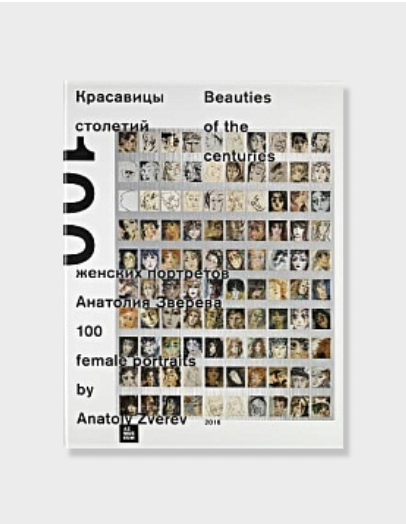 Красавицы
столетий
Beauties
of the
centuries
100
женских портретов
Анатолия Зверева
100
female portraits
by
Anatoly Zverev
2016